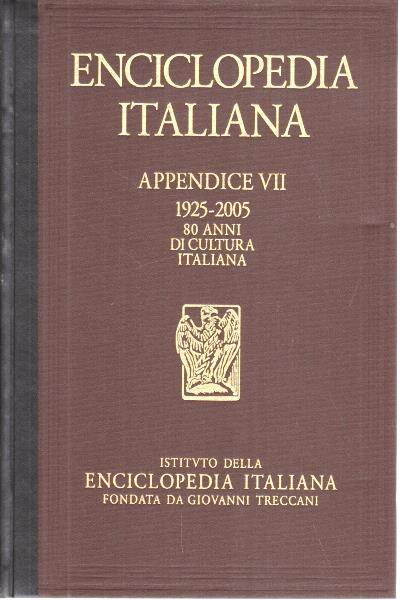 ENCICLOPEDIA
ITALIANA
APPENDICE VII
1925-2005
80 ANNI
DI CULTURA
ITALIANA
ISTITVTO DELLA
ENCICLOPEDIA ITALIANA
FONDATA DA GIOVANNI TRECCANI